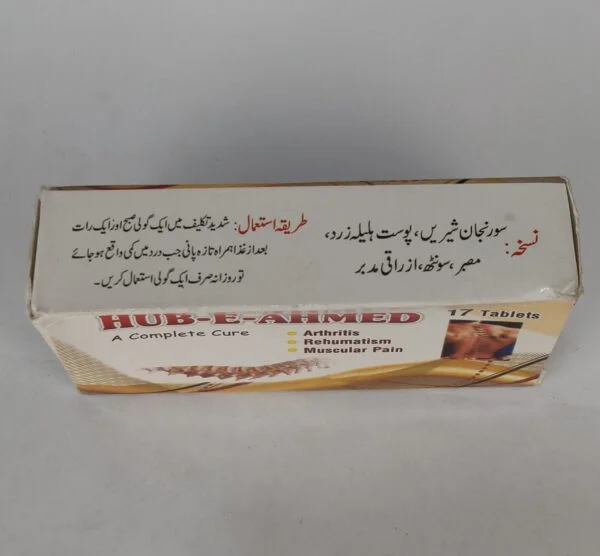 نسخہ: سورنجان شیریں، پوست ہلیلہ زرد،
مصبر، سونٹھ، ازراقی مدبر
طریقہ استعمال: شدید تکلیف میں ایک گولی صبح اور ایک رات
بعد از غذا ہمراہ تازہ پانی جب درد میں کمی واقع ہو جائے
تو روزانہ صرف ایک گولی استعمال کریں۔
HUB-E-AHMED
A Complete Cure
Arthritis
Rehumatism
Muscular Pain
17 Tablets